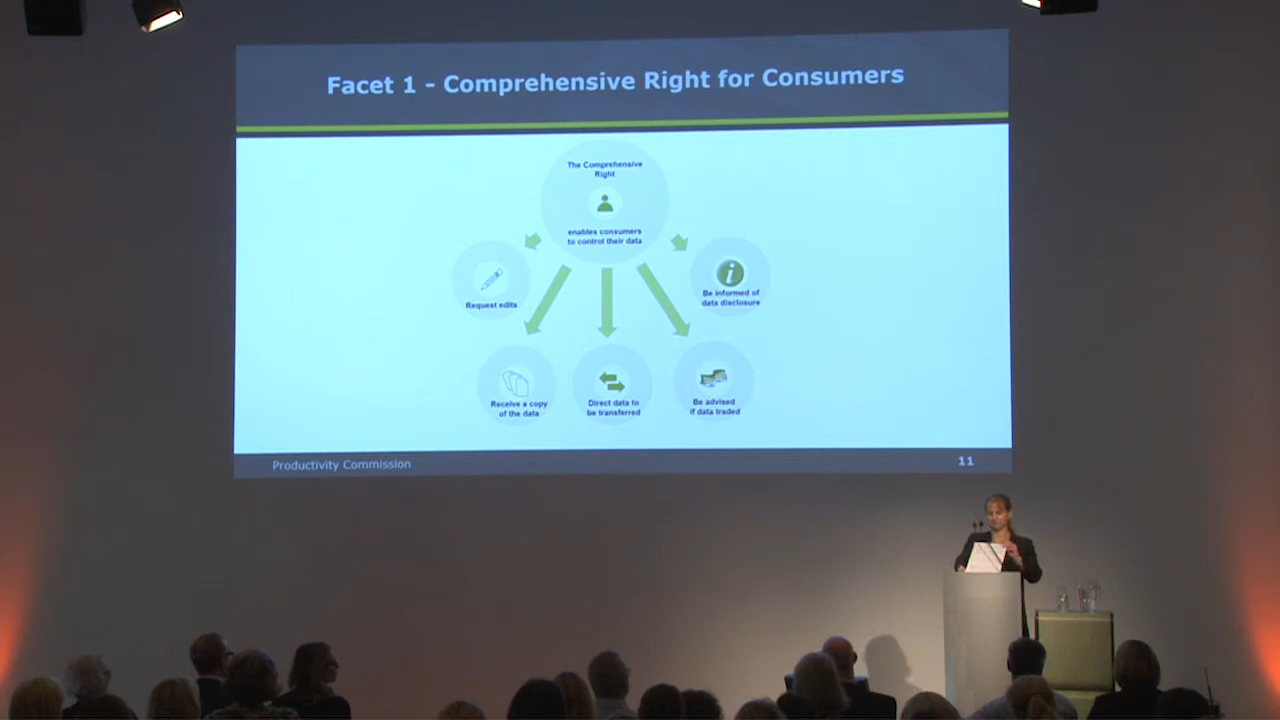 Facet 1 - Comprehensive Right for Consumers
The Comprehensive
Right
enables consumers
to control their data
Request edits
Be informed of
data disclosure
Receive a copy
of the data
Direct data to
be transferred
Be advised
if data traded
Productivity Commission
11